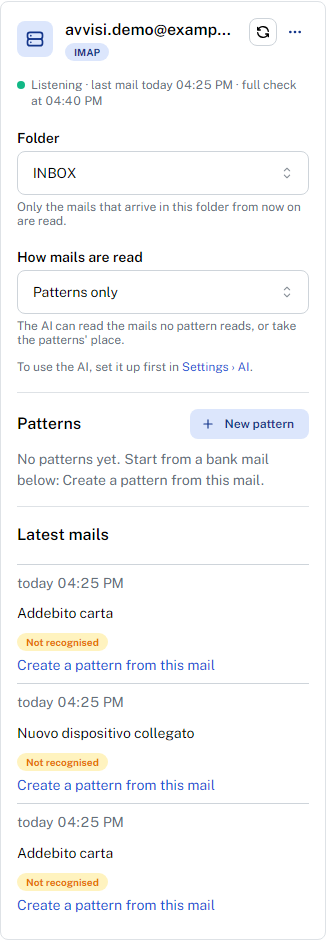 avvisi.demo@examp...
IMAP
Listening · last mail today 04:25 PM · full check
at 04:40 PM
Folder
INBOX
Only the mails that arrive in this folder from now on
are read.
How mails are read
Patterns only
The AI can read the mails no pattern reads, or take
the patterns' place.
To use the AI, set it up first in Settings › AI.
Patterns
New pattern
No patterns yet. Start from a bank mail
below: Create a pattern from this mail.
Latest mails
today 04:25 PM
Addebito carta
Not recognised
Create a pattern from this mail
today 04:25 PM
Nuovo dispositivo collegato
Not recognised
Create a pattern from this mail
today 04:25 PM
Addebito carta
Not recognised
Create a pattern from this mail